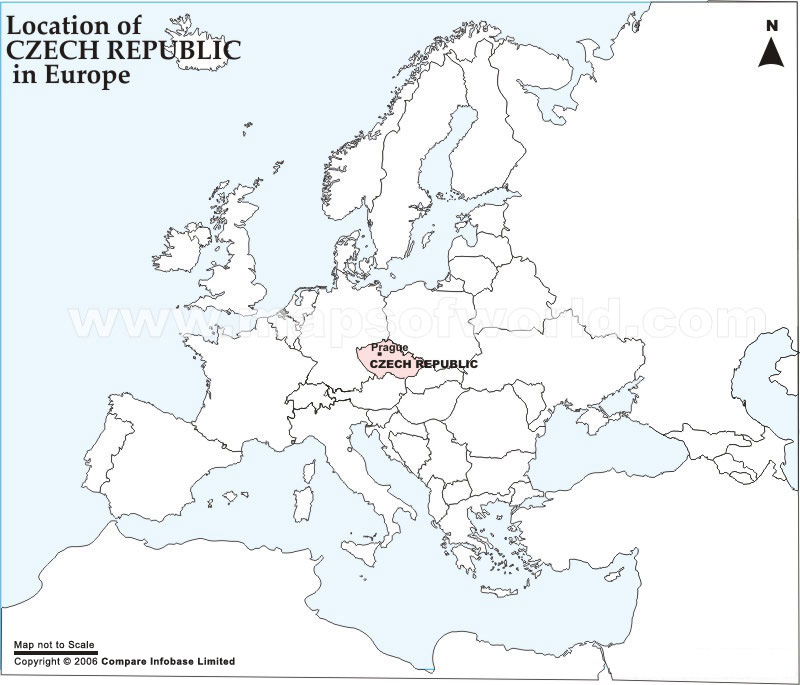 Location of
CZECH REPUBLIC
in Europe
N
www.mapsofworld.com
Prague
CZECH REPUBLIC
Map not to Scale
Copyright © 2006 Compare Infobase Limited